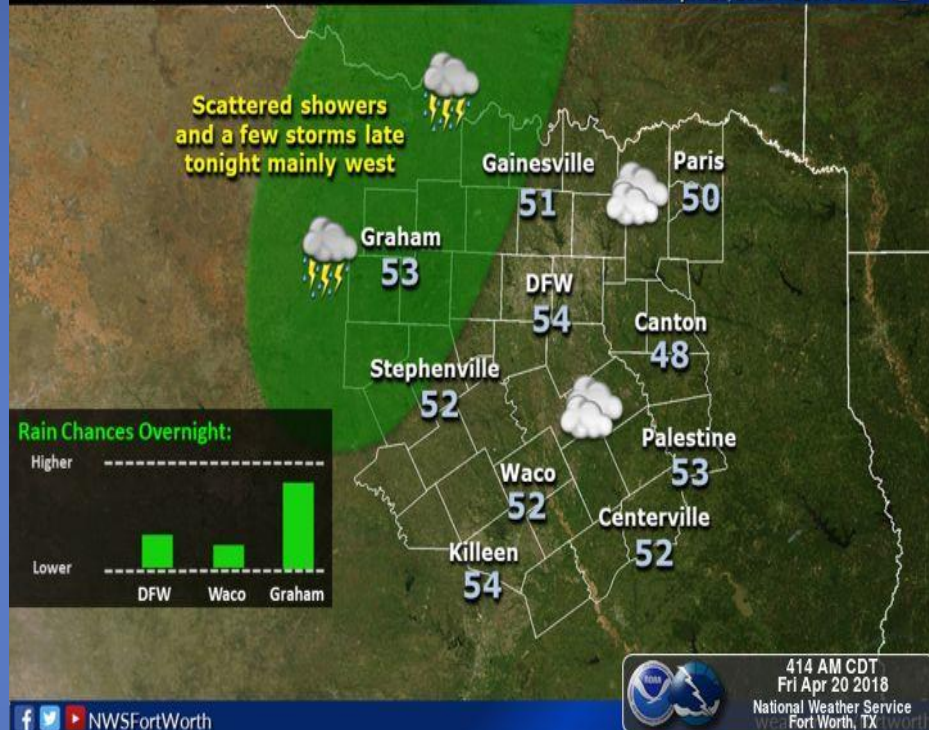 Scattered showers
and a few storms late
tonight mainly west
Gainesville
51
Paris
50
Graham
53
DFW
54
Canton
48
Stephenville
52
Rain Chances Overnight:
Higher
Lower
DFW Waco Graham
Palestine
53
Waco
52
Centerville
52
Killeen
54
NOAA
414 AM CDT
Fri Apr 20 2018
National Weather Service
Fort Worth, TX
NWSFortWorth